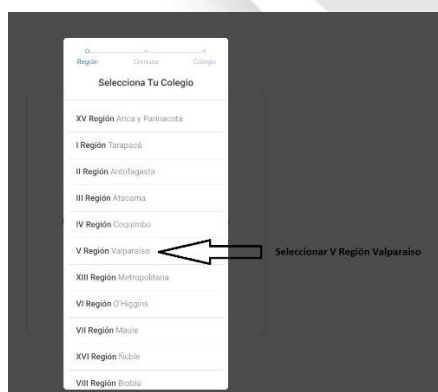 Región Comuna Colegio
Selecciona Tu Colegio
XV Región Arica y Parinacota
I Región Tarapacá
II Región Antofagasta
III Región Atacama
IV Región Coquimbo
V Región Valparaíso
Seleccionar V Región Valparaiso
XIII Región Metropolitana
VI Región O'Higgins
VII Región Maule
XVI Región Ñuble
VIII Región Biobío